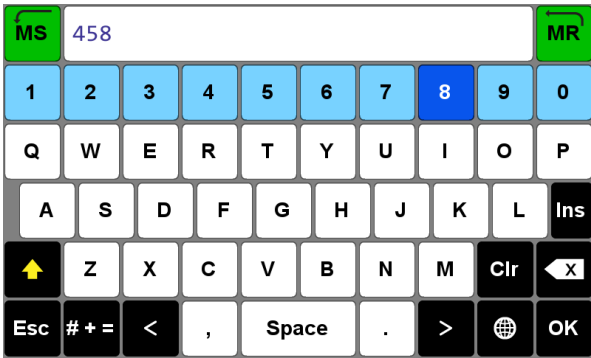 MS 458 MR
1 2 3 4 5 6 7 8 9 0
Q W E R T Y U I O P
A S D F G H J K L Ins
Z X C V B N M Clr X
Esc # + = < , Space . > OK